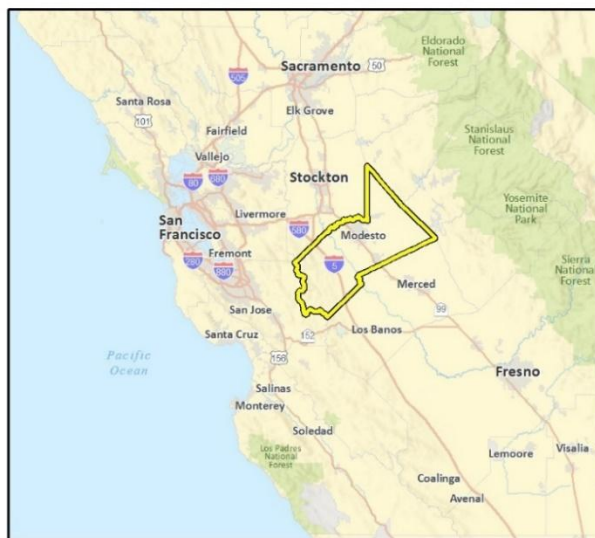 Eldorado
National
Forest
Sacramento
50
505
Santa Rosa
101
Elk Grove
Fairfield
Stanislaus
National
Forest
Vallejo
80
680
Stockton
Yosemite
National
Park
San
Francisco
Livermore
580
Modesto
Fremont
280
880
5
Sierra
National
Forest
Merced
San Jose
99
Santa Cruz
152
Los Banos
156
Pacific
Ocean
Salinas
Fresno
Monterey
Soledad
Los Padres
National
Forest
Lemoore
Visalia
Coalinga
Avenal